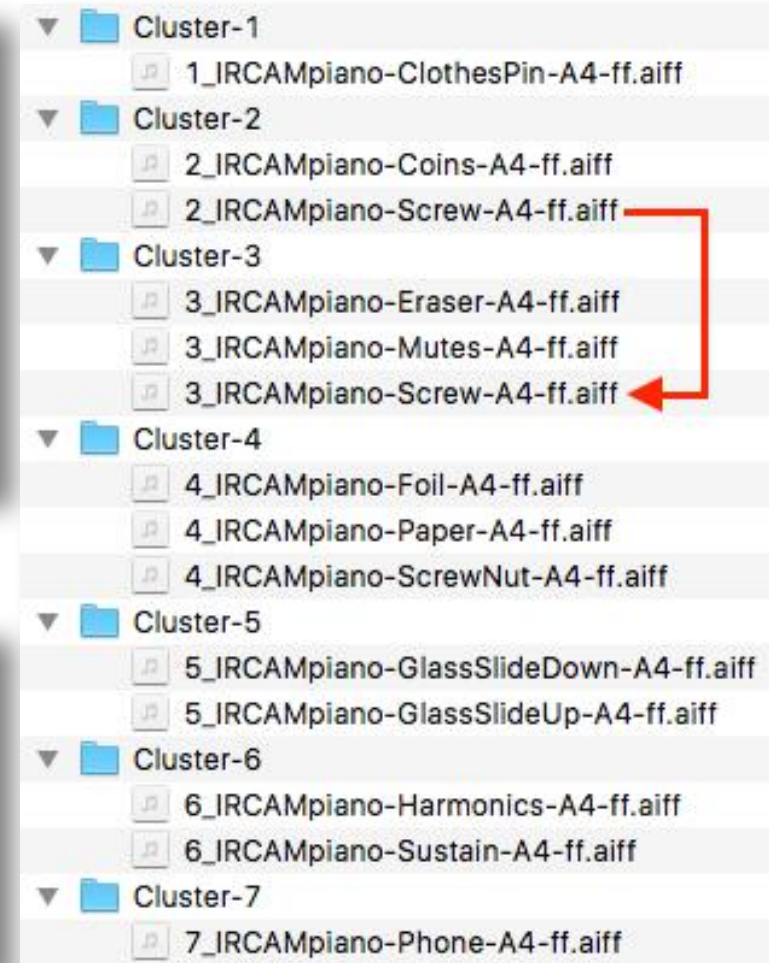 Cluster-1
1_IRCAMpiano-ClothesPin-A4-ff.aiff
Cluster-2
2_IRCAMpiano-Coins-A4-ff.aiff
2_IRCAMpiano-Screw-A4-ff.aiff
Cluster-3
3_IRCAMpiano-Eraser-A4-ff.aiff
3_IRCAMpiano-Mutes-A4-ff.aiff
3_IRCAMpiano-Screw-A4-ff.aiff
Cluster-4
4_IRCAMpiano-Foil-A4-ff.aiff
4_IRCAMpiano-Paper-A4-ff.aiff
4_IRCAMpiano-ScrewNut-A4-ff.aiff
Cluster-5
5_IRCAMpiano-GlassSlideDown-A4-ff.aiff
5_IRCAMpiano-GlassSlideUp-A4-ff.aiff
Cluster-6
6_IRCAMpiano-Harmonics-A4-ff.aiff
6_IRCAMpiano-Sustain-A4-ff.aiff
Cluster-7
7_IRCAMpiano-Phone-A4-ff.aiff